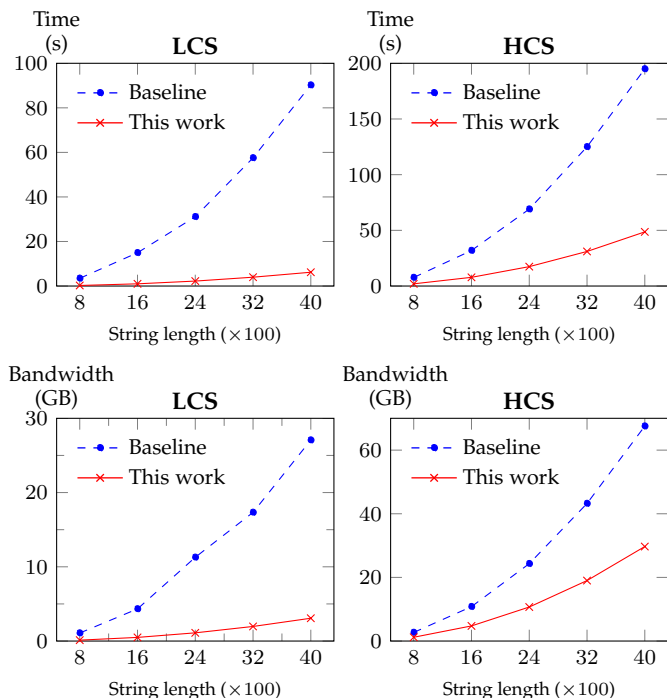 Time
(s)
LCS
100
80
60
40
20
0
Baseline
This work
8 16 24 32 40
String length (×100)
Time
(s)
HCS
200
150
100
50
0
Baseline
This work
8 16 24 32 40
String length (×100)
Bandwidth
(GB)
LCS
30
20
10
0
Baseline
This work
8 16 24 32 40
String length (×100)
Bandwidth
(GB)
HCS
60
40
20
0
Baseline
This work
8 16 24 32 40
String length (×100)